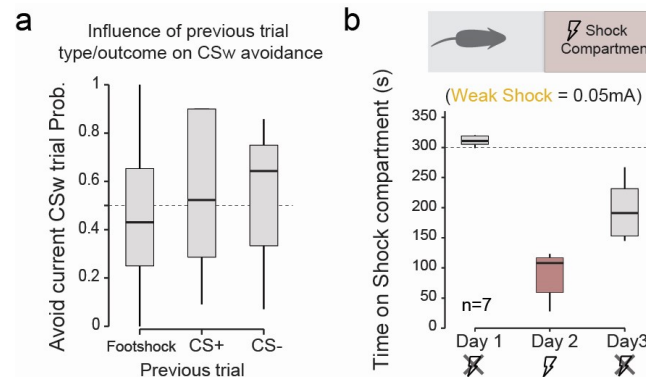 a
Influence of previous trial
type/outcome on CSw avoidance
Avoid current CSw trial Prob.
1
0.8
0.6
0.4
0.2
0
Footshock
CS+
CS-
Previous trial
b
Shock
Compartment
(Weak Shock = 0.05mA)
Time on Shock compartment (s)
350
300
250
200
150
100
50
0
n=7
Day 1
Day 2
Day3